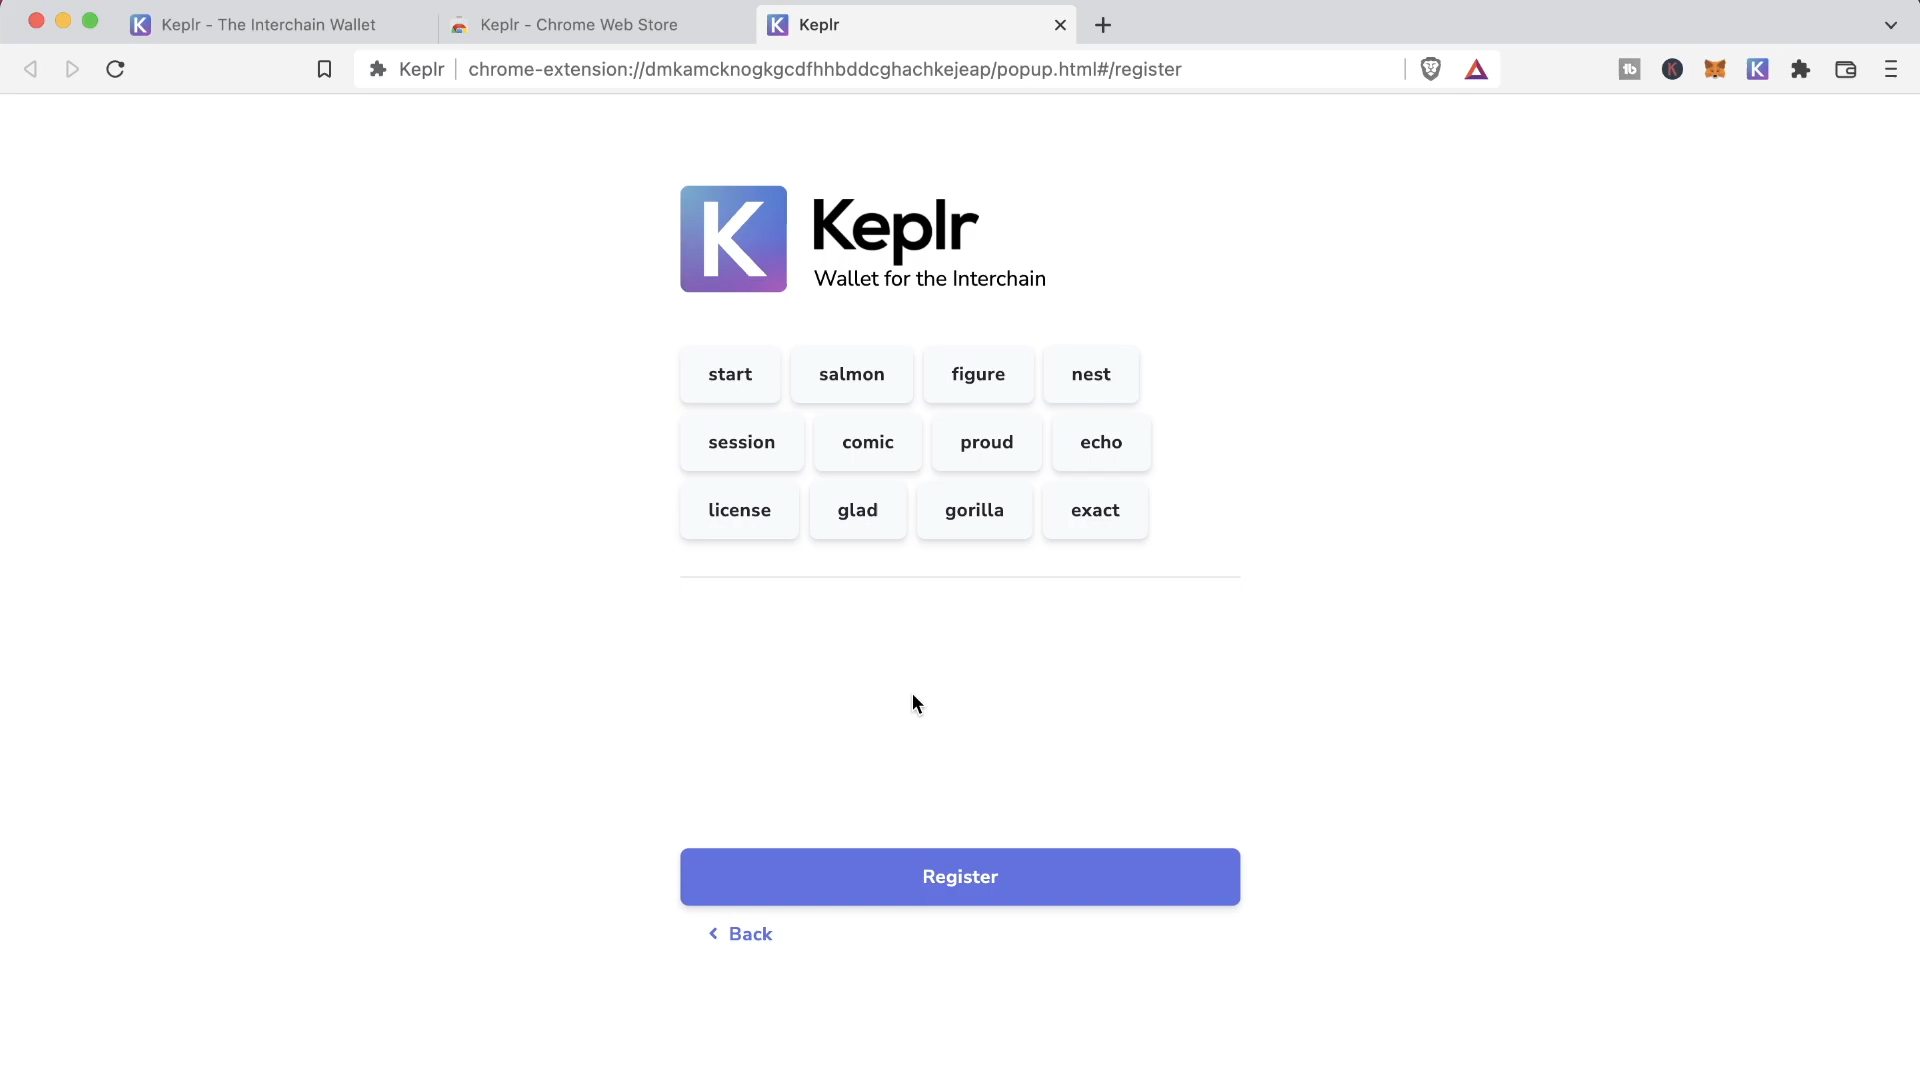 Keplr - The Interchain Wallet
Keplr - Chrome Web Store
Keplr
Keplr
chrome-extension://dmkamcknogkgcdfhhbddcghachkejeap/popup.html#/register
K
Keplr
Wallet for the Interchain
start salmon figure nest
session comic proud echo
license glad gorilla exact
Register
Back